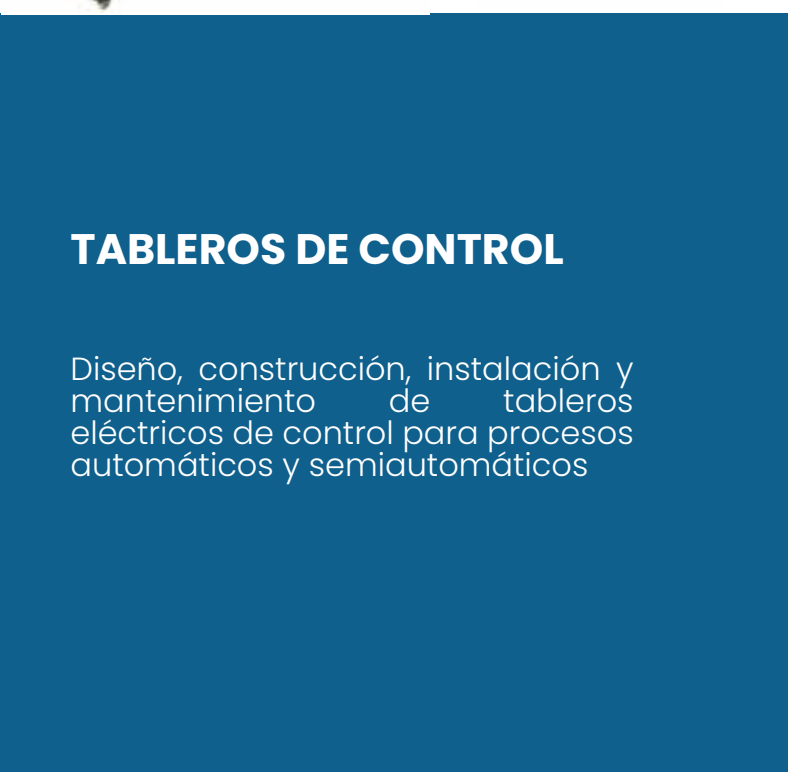 TABLEROS DE CONTROL
Diseño, construcción, instalación y
mantenimiento de tableros
eléctricos de control para procesos
automáticos y semiautomáticos